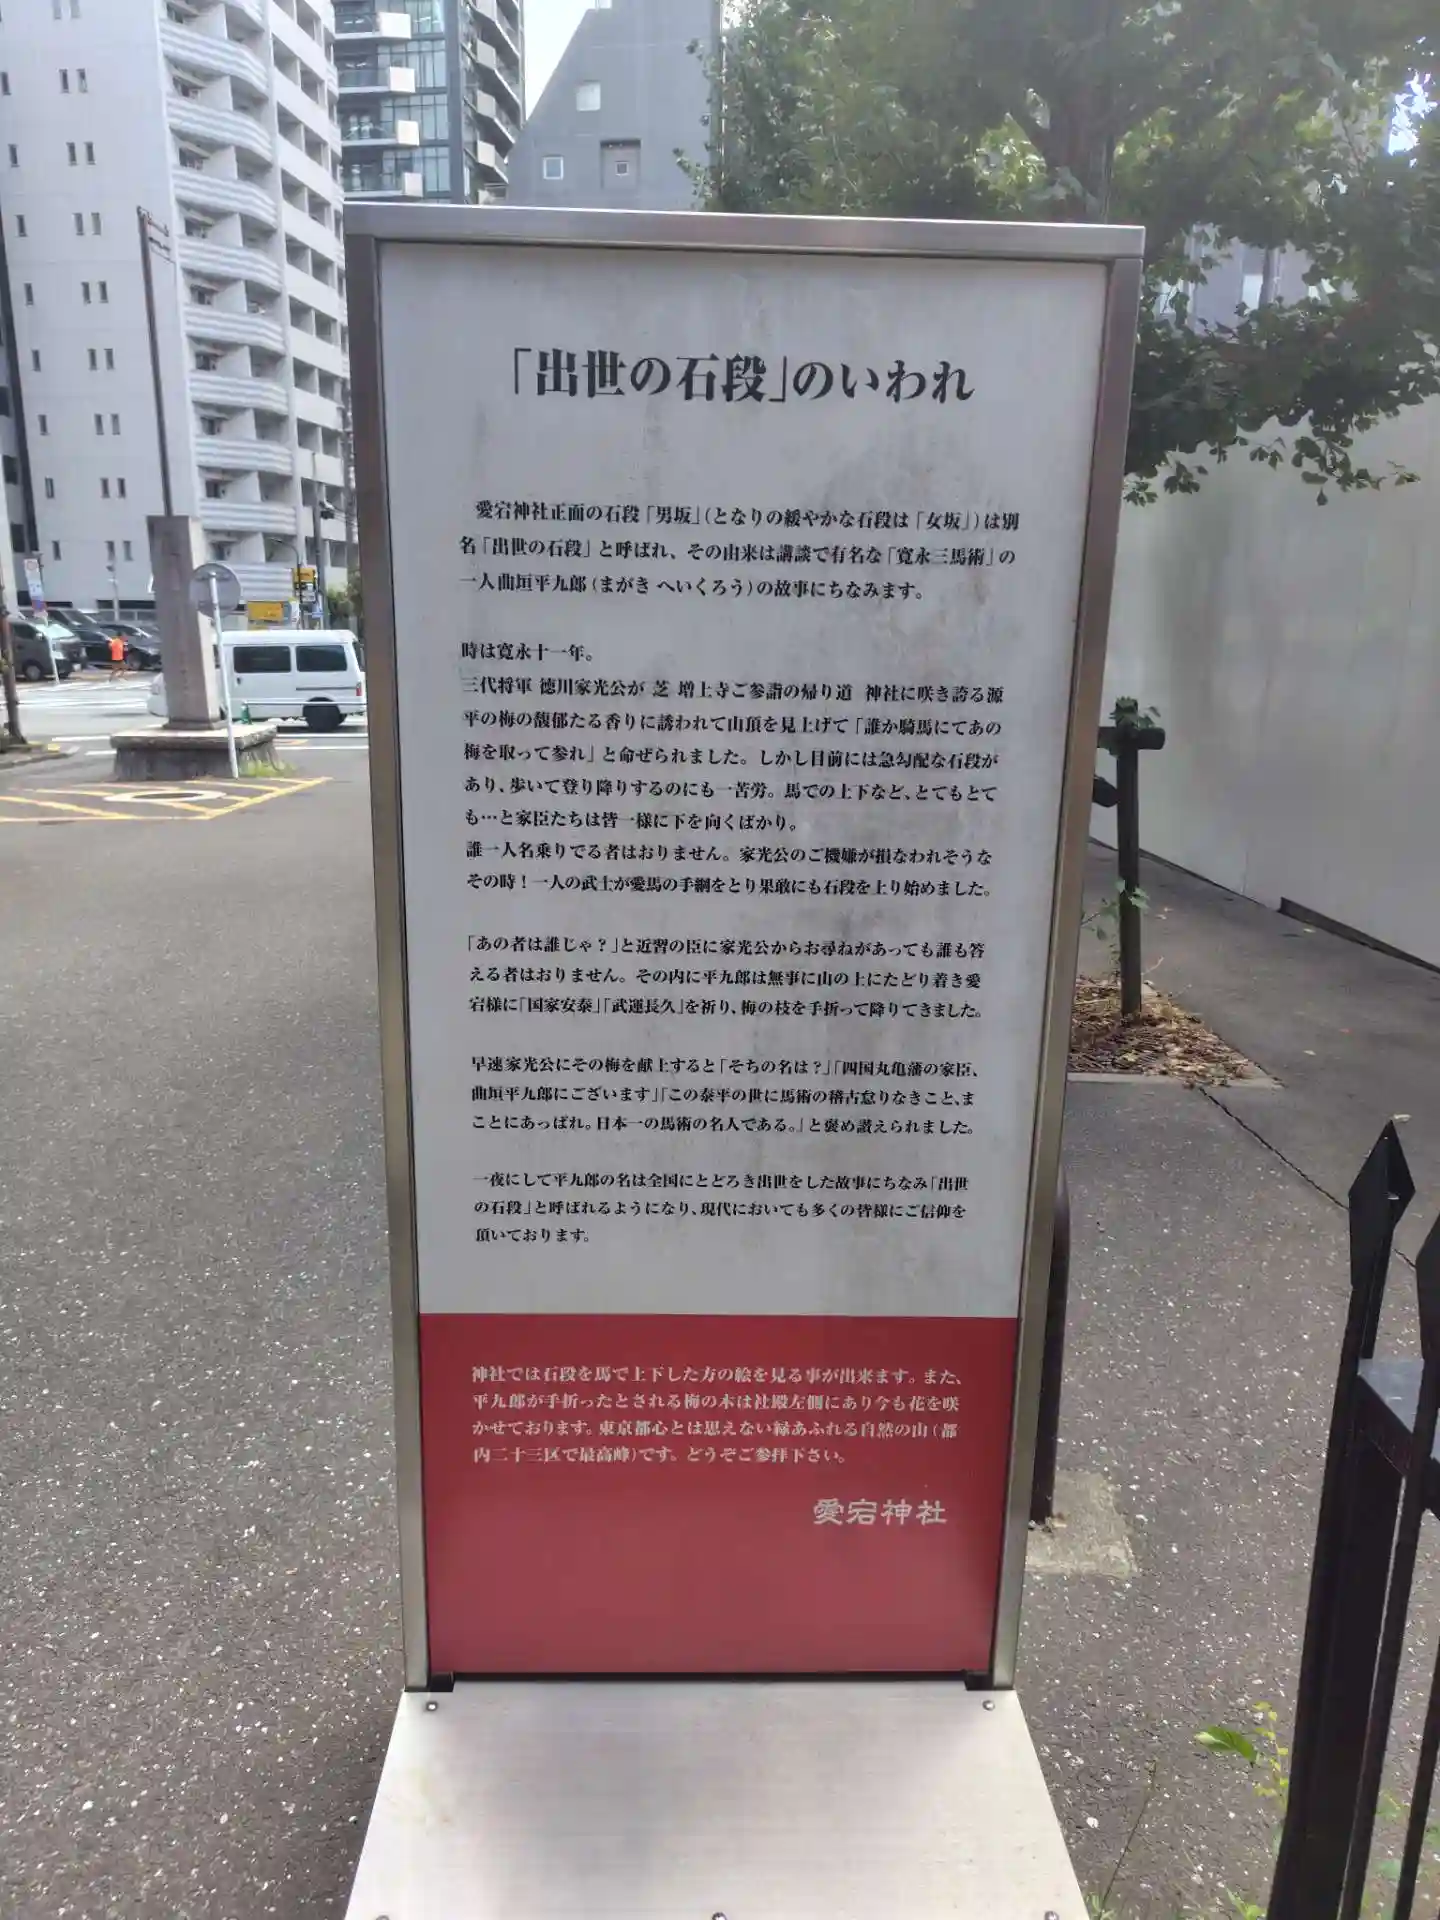 「出世の石段」のいわれ
愛宕神社正面の石段「男坂」(となりの緩やかな石段は「女坂」)は別
名「出世の石段」と呼ばれ、その由来は講談で有名な「寛永三馬術」の
一人曲垣平九郎(まがき へいくろう)の故事にちなみます。
時は寛永十一年。
三代将軍 徳川家光公が 芝 増上寺ご参詣の帰り道 神社に咲き誇る源
平の梅の馥郁たる香りに誘われて山頂を見上げて「誰か騎馬にてあの
梅を取って参れ」と命ぜられました。しかし目前には急勾配な石段が
あり、歩いて登り降りするのにも一苦労。馬での上下など、とてもとて
も…と家臣たちは皆一様に下を向くばかり。
誰一人名乗りでる者はおりません。家光公のご機嫌が損なわれそうな
その時!一人の武士が愛馬の手綱をとり果敢にも石段を上り始めました。
「あの者は誰じゃ?」と近習の臣に家光公からお尋ねがあっても誰も答
える者はおりません。その内に平九郎は無事に山の上にたどり着き愛
宕様に「国家安泰」「武運長久」を祈り、梅の枝を手折って降りてきました。
早速家光公にその梅を献上すると「そちの名は?」「四国丸亀藩の家臣、
曲垣平九郎にございます」「この泰平の世に馬術の稽古怠りなきこと、ま
ことにあっぱれ。日本一の馬術の名人である。」と褒め讃えられました。
一夜にして平九郎の名は全国にとどろき出世をした故事にちなみ「出世
の石段」と呼ばれるようになり、現代においても多くの皆様にご信仰を
頂いております。
神社では石段を馬で上下した方の絵を見る事が出来ます。また、
平九郎が手折ったとされる梅の木は社殿左側にあり今も花を咲
かせております。東京都心とは思えない緑あふれる自然の山(都
内二十三区で最高峰)です。どうぞご参拝下さい。
愛宕神社